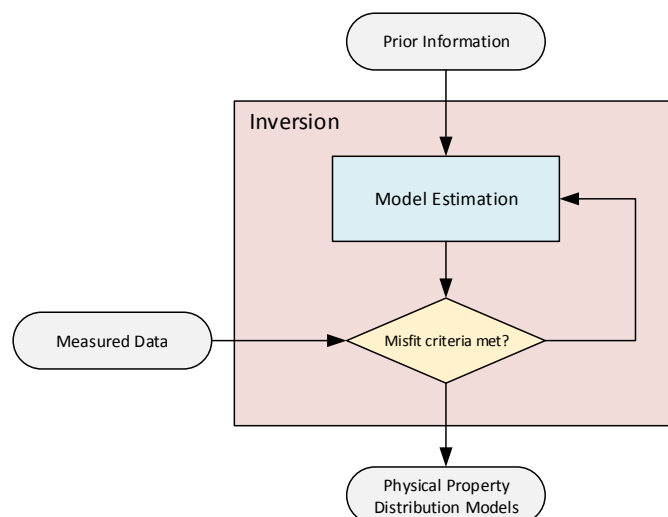 Prior Information
Inversion
Model Estimation
Measured Data
Misfit criteria met?
Physical Property
Distribution Models